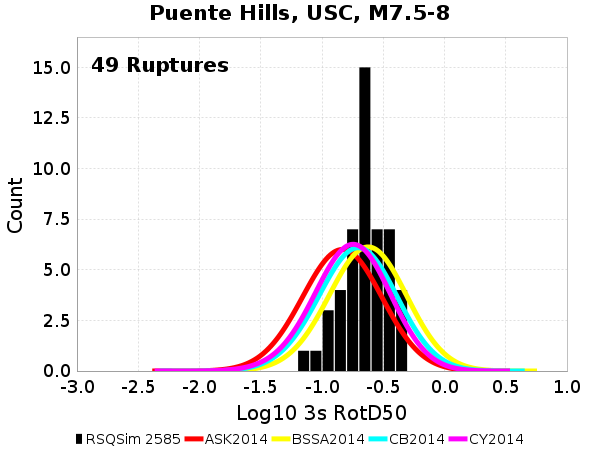 Puente Hills, USC, M7.5-8
49 Ruptures
Count
15.0
12.5
10.0
7.5
5.0
2.5
0.0
-3.0 -2.5 -2.0 -1.5 -1.0 -0.5 0.0 0.5 1.0
Log10 3s RotD50
RSQSim 2585 ASK2014 BSSA2014 CB2014 CY2014